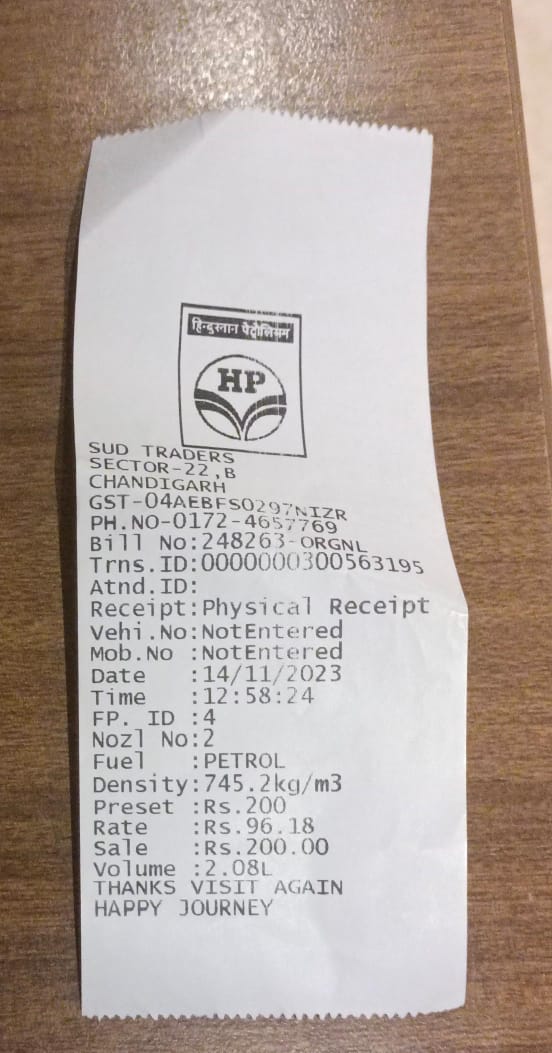 हिन्दुस्तान पेट्रोलियम
HP
SUD TRADERS
SECTOR-22,B
CHANDIGARH
GST-04AEBFS0297NIZR
PH.NO-0172-4657769
Bill No:248263-ORGNL
Trns.ID:0000000300563195
Atnd.ID:
Receipt:Physical Receipt
Vehi.No:NotEntered
Mob.No :NotEntered
Date :14/11/2023
Time :12:58:24
FP. ID :4
Nozl No:2
Fuel :PETROL
Density:745.2kg/m3
Preset :Rs.200
Rate :Rs.96.18
Sale :Rs.200.00
Volume :2.08L
THANKS VISIT AGAIN
HAPPY JOURNEY